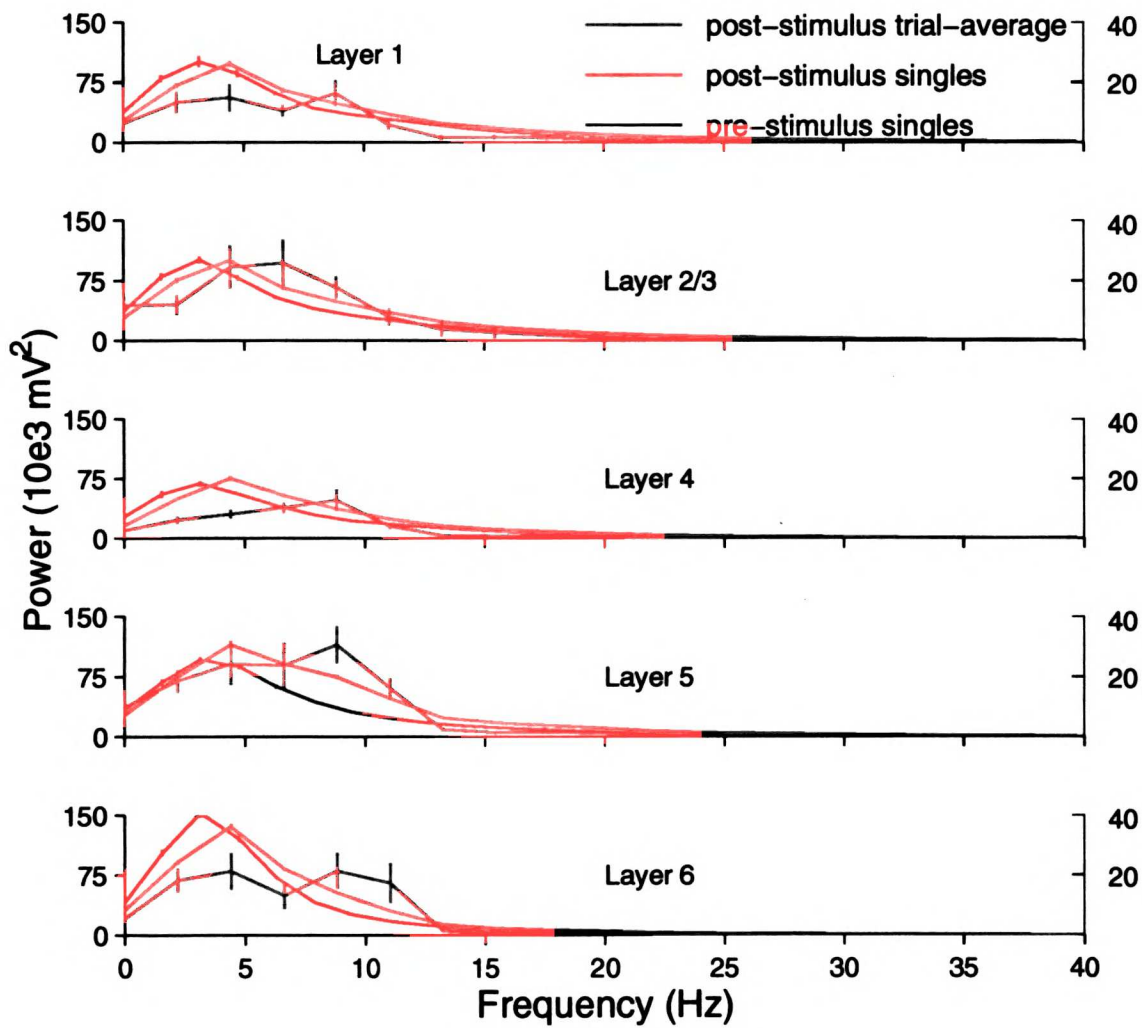 150
75
0
Layer 1
post-stimulus trial-average
post-stimulus singles
pre-stimulus singles
40
20
150
75
0
Layer 2/3
40
20
150
75
0
Layer 4
40
20
150
75
0
Layer 5
40
20
150
75
0
Layer 6
40
20
0 5 10 15 20 25 30 35 40
Frequency (Hz)
Power (10e3 mV²)